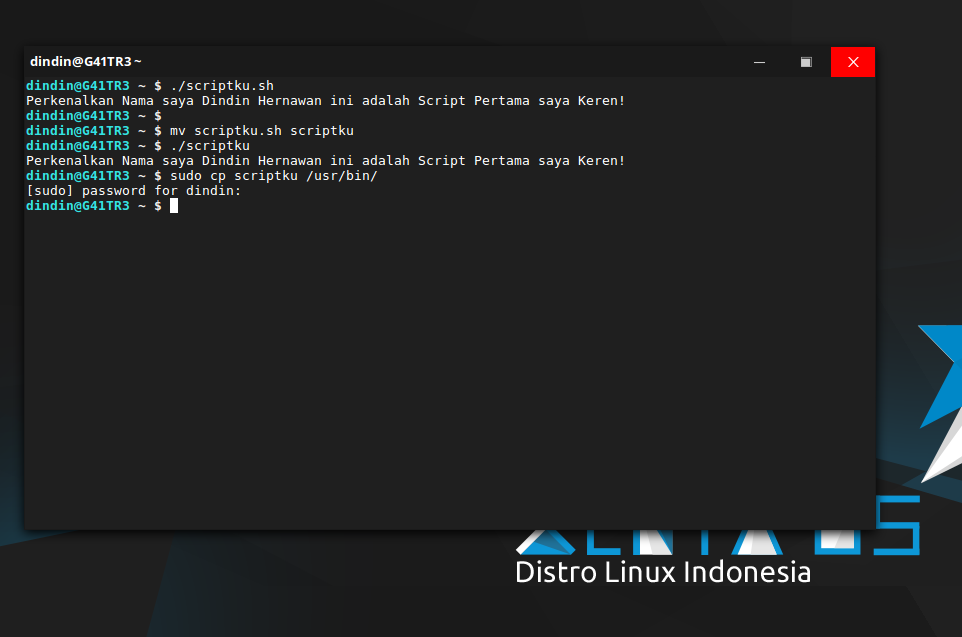 dindin@G41TR3 ~
dindin@G41TR3 ~ $ ./scriptku.sh
Perkenalkan Nama saya Dindin Hernawan ini adalah Script Pertama saya Keren!
dindin@G41TR3 ~ $
dindin@G41TR3 ~ $ mv scriptku.sh scriptku
dindin@G41TR3 ~ $ ./scriptku
Perkenalkan Nama saya Dindin Hernawan ini adalah Script Pertama saya Keren!
dindin@G41TR3 ~ $ sudo cp scriptku /usr/bin/
[sudo] password for dindin:
dindin@G41TR3 ~ $
Distro Linux Indonesia